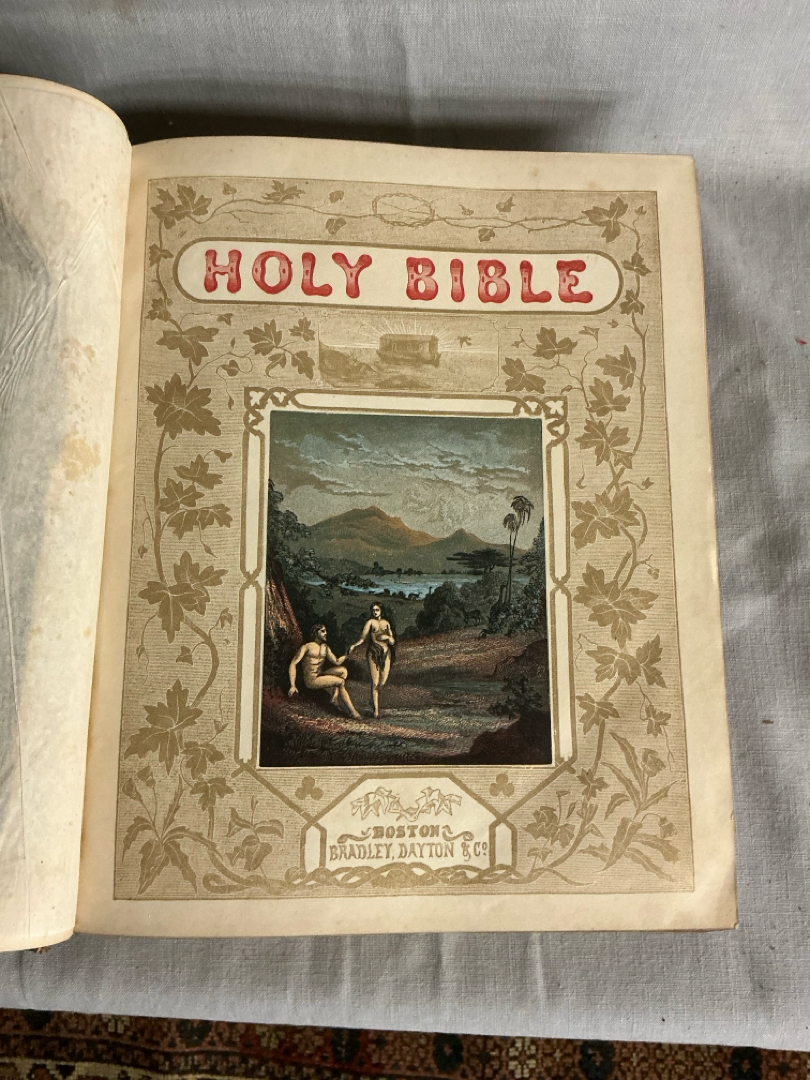 HOLY BIBLE
BOSTON
BRADLEY, DAYTON & Co